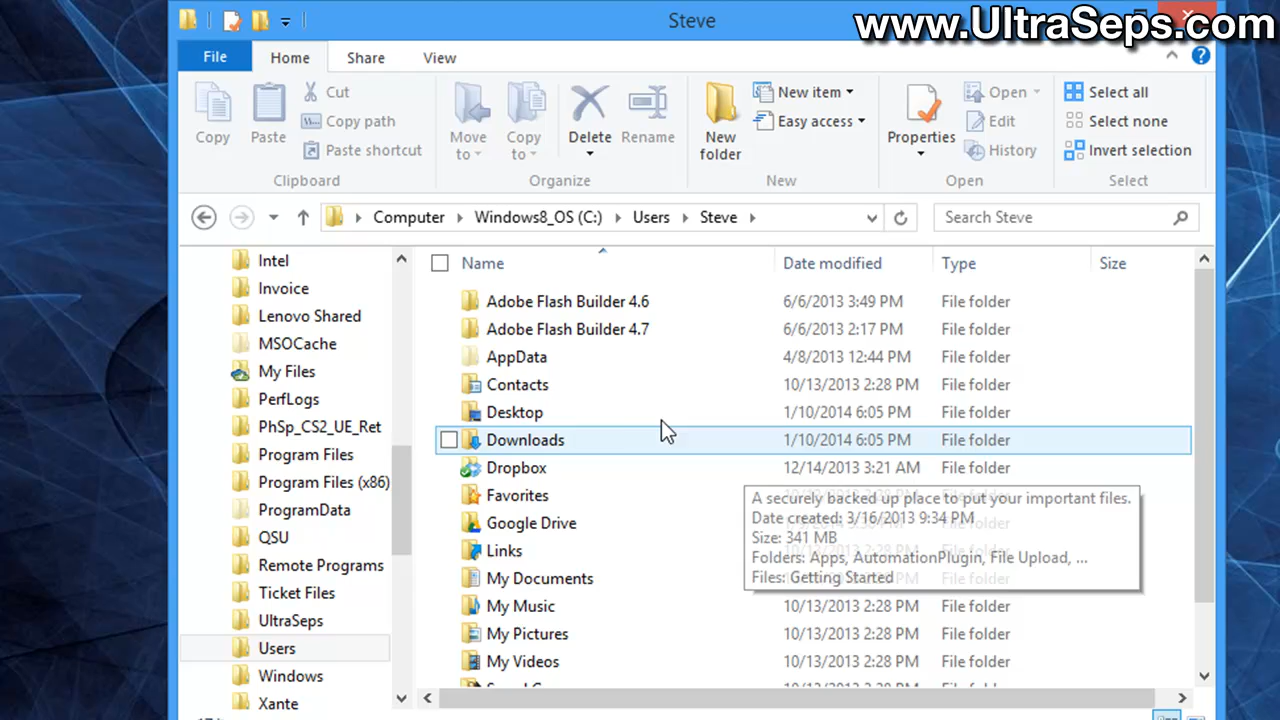 Steve
www.UltraSeps.com
File Home Share View
Copy
Paste
Cut
Copy path
Paste shortcut
Clipboard
Move to
Copy to
Delete
Rename
Organize
New folder
New item
Easy access
New
Properties
Open
Edit
History
Open
Select all
Select none
Invert selection
Select
Computer Windows8_OS (C:) Users Steve
Search Steve
Intel
Invoice
Lenovo Shared
MSOCache
My Files
PerfLogs
PhSp_CS2_UE_Ret
Program Files
Program Files (x86)
ProgramData
QSU
Remote Programs
Ticket Files
UltraSeps
Users
Windows
Xante
Name Date modified Type Size
Adobe Flash Builder 4.6 6/6/2013 3:49 PM File folder
Adobe Flash Builder 4.7 6/6/2013 2:17 PM File folder
AppData 4/8/2013 12:44 PM File folder
Contacts 10/13/2013 2:28 PM File folder
Desktop 1/10/2014 6:05 PM File folder
Downloads 1/10/2014 6:05 PM File folder
Dropbox 12/14/2013 3:21 AM File folder
Favorites
Google Drive
Links
My Documents
My Music 10/13/2013 2:28 PM File folder
My Pictures 10/13/2013 2:28 PM File folder
My Videos 10/13/2013 2:28 PM File folder
A securely backed up place to put your important files.
Date created: 3/16/2013 9:34 PM
Size: 341 MB
Folders: Apps, AutomationPlugin, File Upload, ...
Files: Getting Started